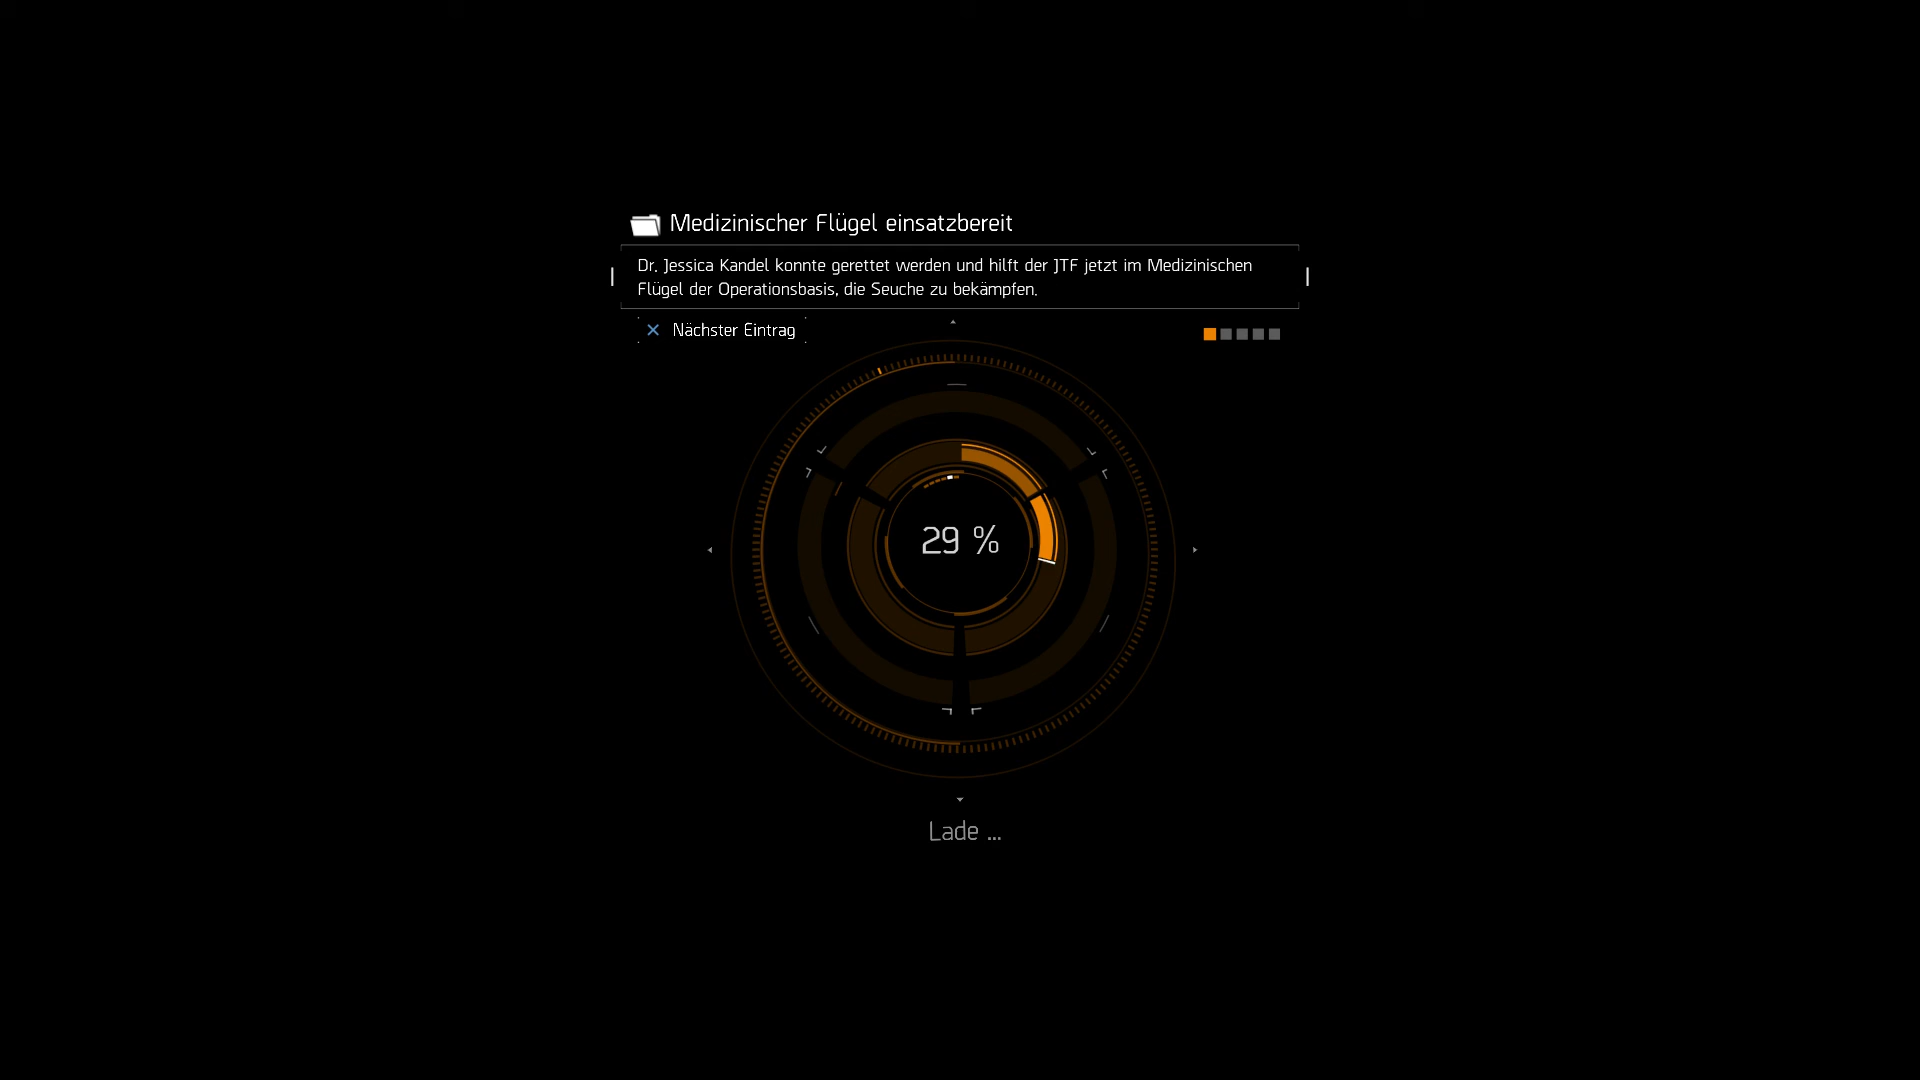 Medizinischer Flügel einsatzbereit
Dr. Jessica Kandel konnte gerettet werden und hilft der JTF jetzt im Medizinischen
Flügel der Operationsbasis, die Seuche zu bekämpfen.
Nächster Eintrag
29 %
Lade ...